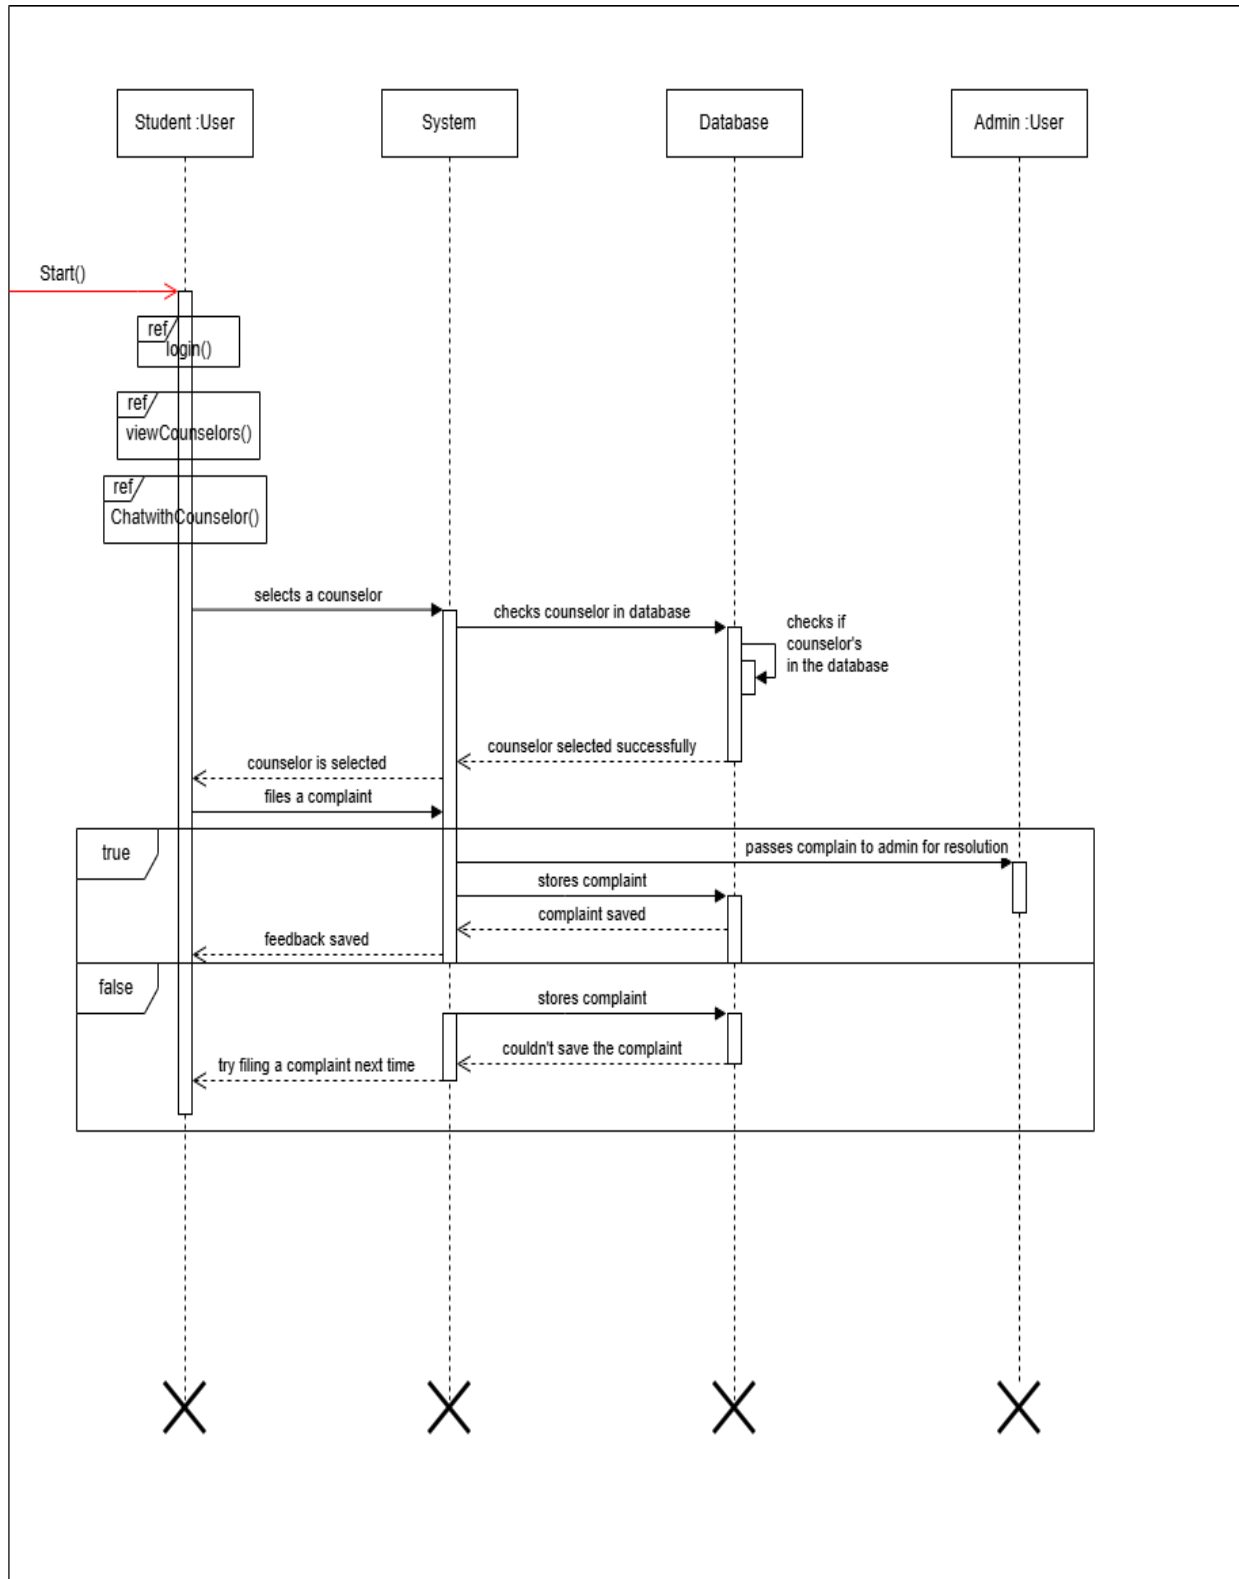 Student :User
System
Database
Admin :User
Start()
ref
login()
ref
viewCounselors()
ref
ChatwithCounselor()
selects a counselor
checks counselor in database
checks if
counselor's
in the database
counselor selected successfully
counselor is selected
files a complaint
true
passes complain to admin for resolution
stores complaint
complaint saved
feedback saved
false
stores complaint
couldn't save the complaint
try filing a complaint next time